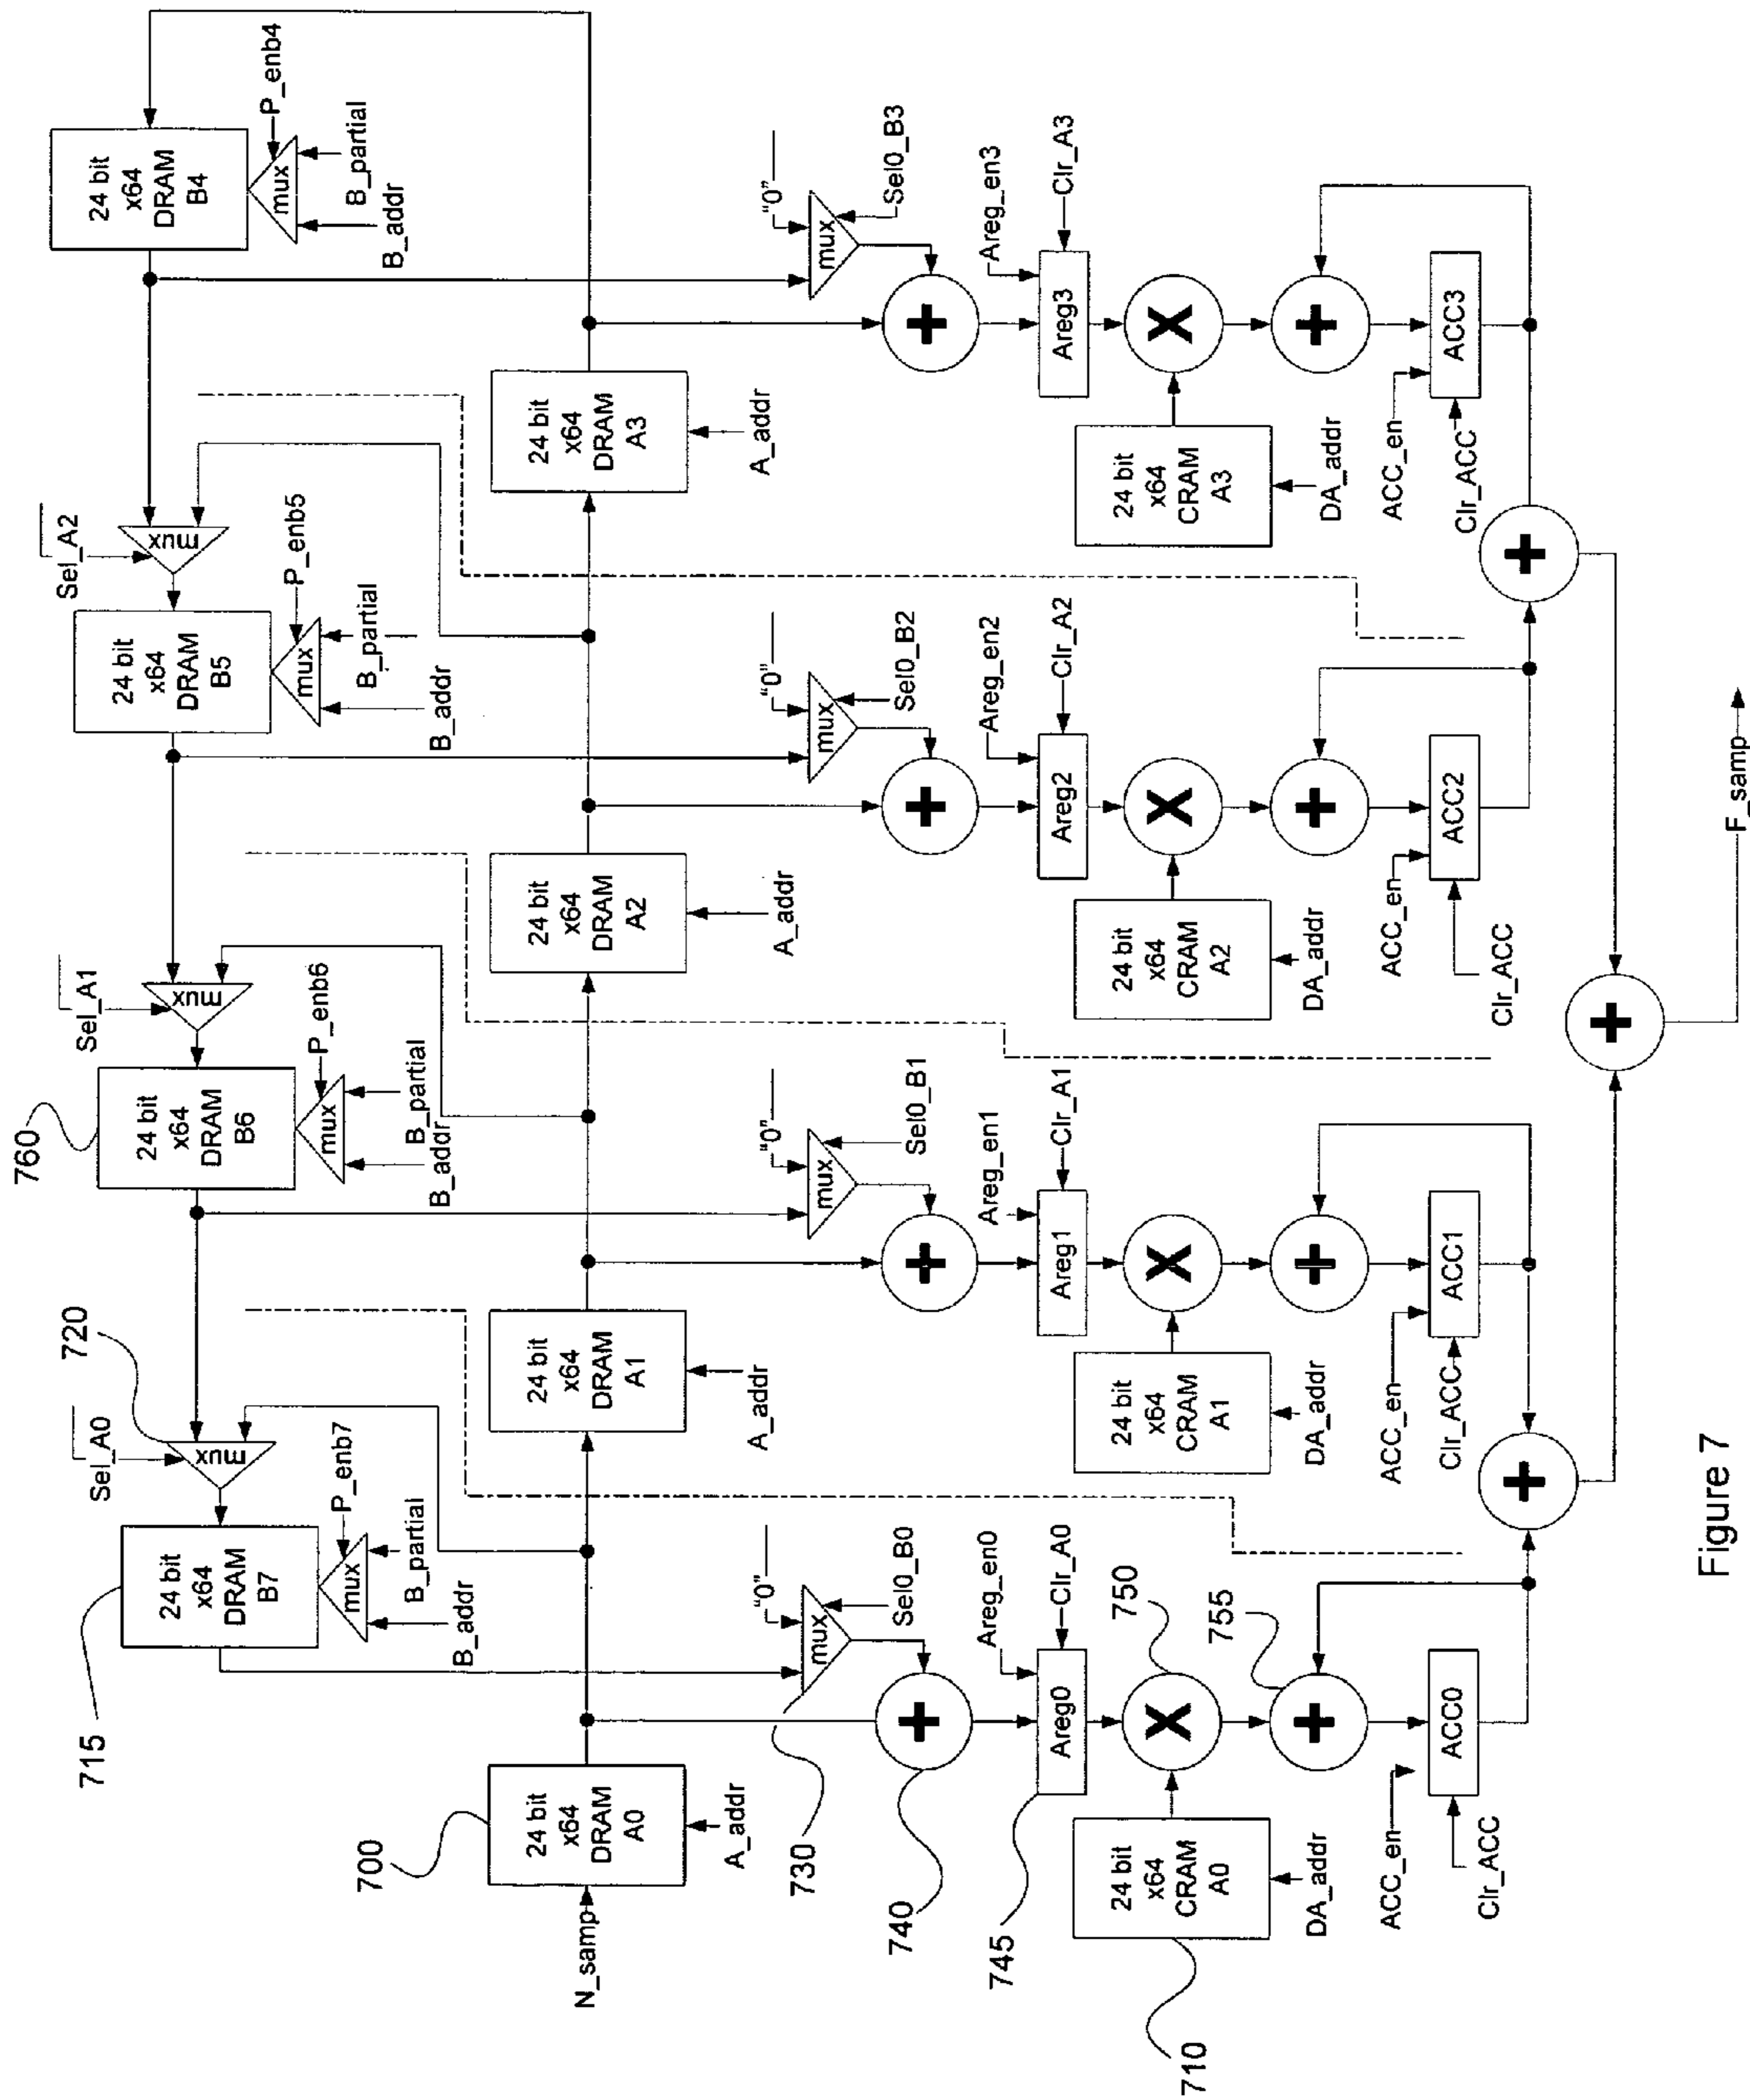 24 bit
x64
DRAM
B4
P_enb4
mux
B_partial
B_addr
"0"
mux
Sel0_B3
Areg_en3
Areg3
Clr_A3
+
X
+
24 bit
x64
DRAM
A3
A_addr
24 bit
x64
CRAM
A3
DA_addr
ACC_en
ACC3
Clr_ACC
+
Sel_A2
mux
24 bit
x64
DRAM
B5
P_enb5
mux
B_partial
B_addr
"0"
mux
Sel0_B2
Areg_en2
Areg2
Clr_A2
+
X
+
24 bit
x64
DRAM
A2
A_addr
24 bit
x64
CRAM
A2
DA_addr
ACC_en
ACC2
Clr_ACC
+
F_samp
Sel_A1
mux
760
24 bit
x64
DRAM
B6
P_enb6
mux
B_partial
B_addr
"0"
mux
Sel0_B1
Areg_en1
Areg1
Clr_A1
+
X
+
24 bit
x64
DRAM
A1
A_addr
24 bit
x64
CRAM
A1
DA_addr
ACC_en
ACC1
Clr_ACC
+
720
Sel_A0
mux
715
24 bit
x64
DRAM
B7
P_enb7
mux
B_partial
B_addr
"0"
mux
Sel0_B0
730
740
+
Areg_en0
745
Areg0
Clr_A0
750
X
755
+
700
24 bit
x64
DRAM
A0
A_addr
N_samp
710
24 bit
x64
CRAM
A0
DA_addr
ACC_en
ACC0
Clr_ACC
Figure 7